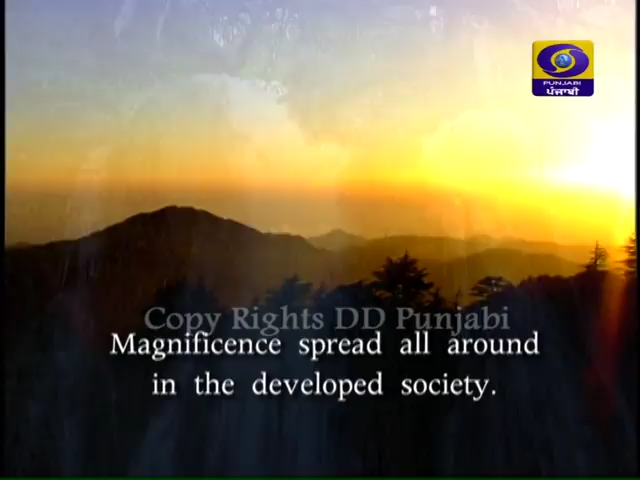 PUNJABI
ਪੰਜਾਬੀ
Copy Rights DD Punjabi
Magnificence spread all around
in the developed society.